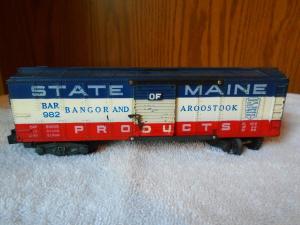 STATE OF MAINE
BAR
982
BANGOR AND AROOSTOOK
PRODUCTS